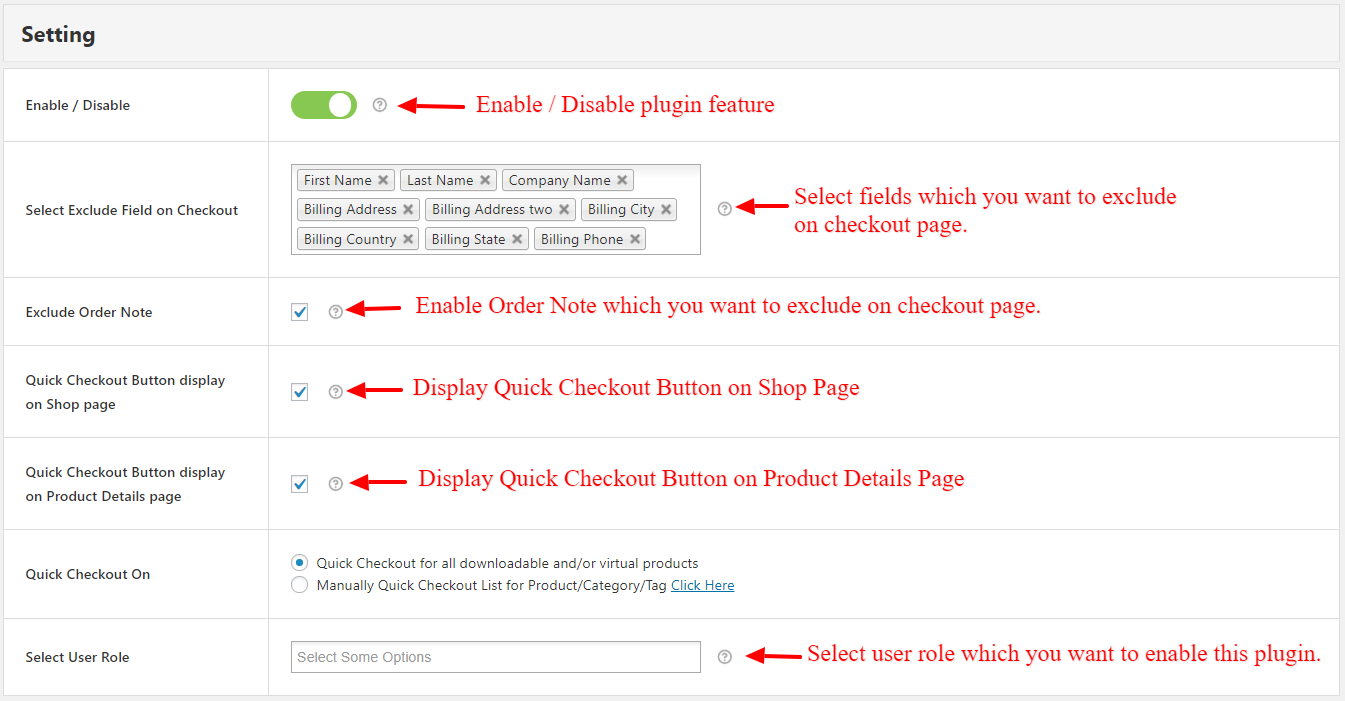 Setting
Enable / Disable
Enable / Disable plugin feature
Select Exclude Field on Checkout
First Name Last Name Company Name
Billing Address Billing Address two Billing City
Billing Country Billing State Billing Phone
Select fields which you want to exclude
on checkout page.
Exclude Order Note
Enable Order Note which you want to exclude on checkout page.
Quick Checkout Button display
on Shop page
Display Quick Checkout Button on Shop Page
Quick Checkout Button display
on Product Details page
Display Quick Checkout Button on Product Details Page
Quick Checkout On
Quick Checkout for all downloadable and/or virtual products
Manually Quick Checkout List for Product/Category/Tag Click Here
Select User Role
Select Some Options
Select user role which you want to enable this plugin.